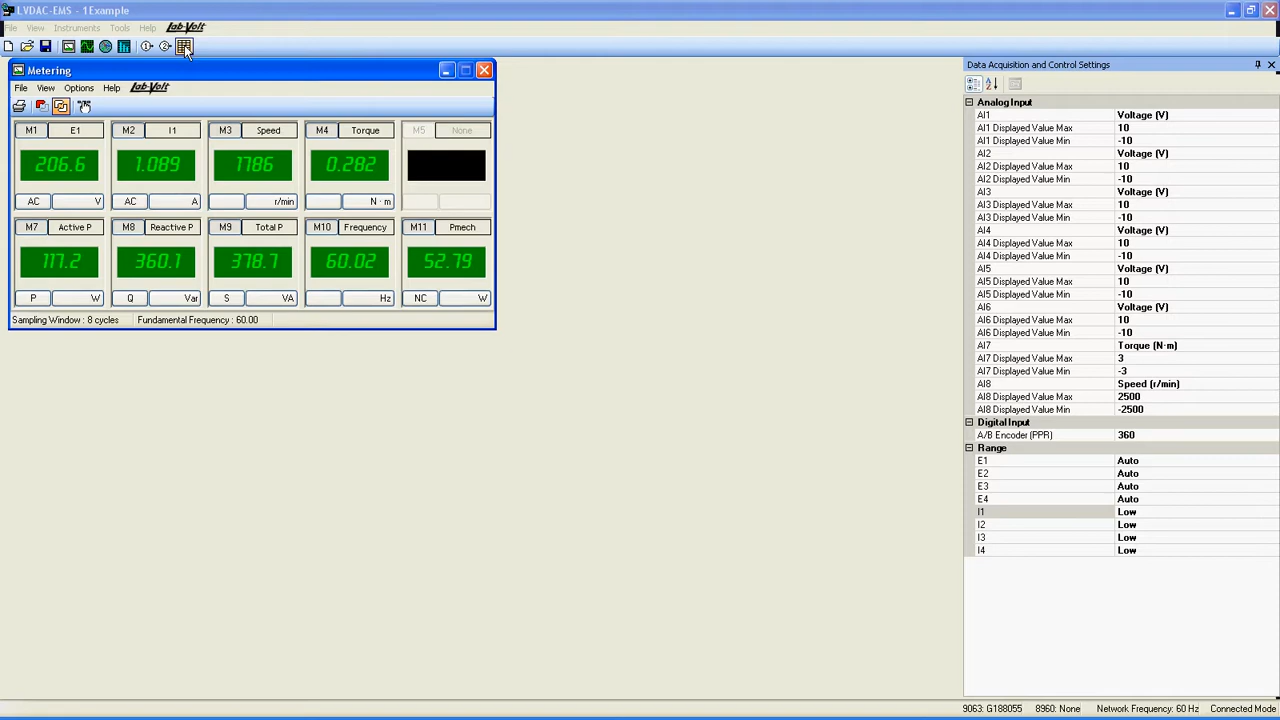 LVDAC-EMS - 1Example
File View Instruments Tools Help Lab-Volt
1 2
Metering
File View Options Help Lab-Volt
M1 E1 M2 I1 M3 Speed M4 Torque M5 None
206.6 1.089 1786 0.282
AC V AC A r/min N·m
M7 Active P M8 Reactive P M9 Total P M10 Frequency M11 Pmech
117.2 360.1 378.7 60.02 52.79
P W Q Var S VA Hz NC W
Sampling Window : 8 cycles Fundamental Frequency : 60.00
Data Acquisition and Control Settings
Analog Input
AI1 Voltage (V)
AI1 Displayed Value Max 10
AI1 Displayed Value Min -10
AI2 Voltage (V)
AI2 Displayed Value Max 10
AI2 Displayed Value Min -10
AI3 Voltage (V)
AI3 Displayed Value Max 10
AI3 Displayed Value Min -10
AI4 Voltage (V)
AI4 Displayed Value Max 10
AI4 Displayed Value Min -10
AI5 Voltage (V)
AI5 Displayed Value Max 10
AI5 Displayed Value Min -10
AI6 Voltage (V)
AI6 Displayed Value Max 10
AI6 Displayed Value Min -10
AI7 Torque (N·m)
AI7 Displayed Value Max 3
AI7 Displayed Value Min -3
AI8 Speed (r/min)
AI8 Displayed Value Max 2500
AI8 Displayed Value Min -2500
Digital Input
A/B Encoder (PPR) 360
Range
E1 Auto
E2 Auto
E3 Auto
E4 Auto
I1 Low
I2 Low
I3 Low
I4 Low
9063: G188055 8960: None Network Frequency: 60 Hz Connected Mode